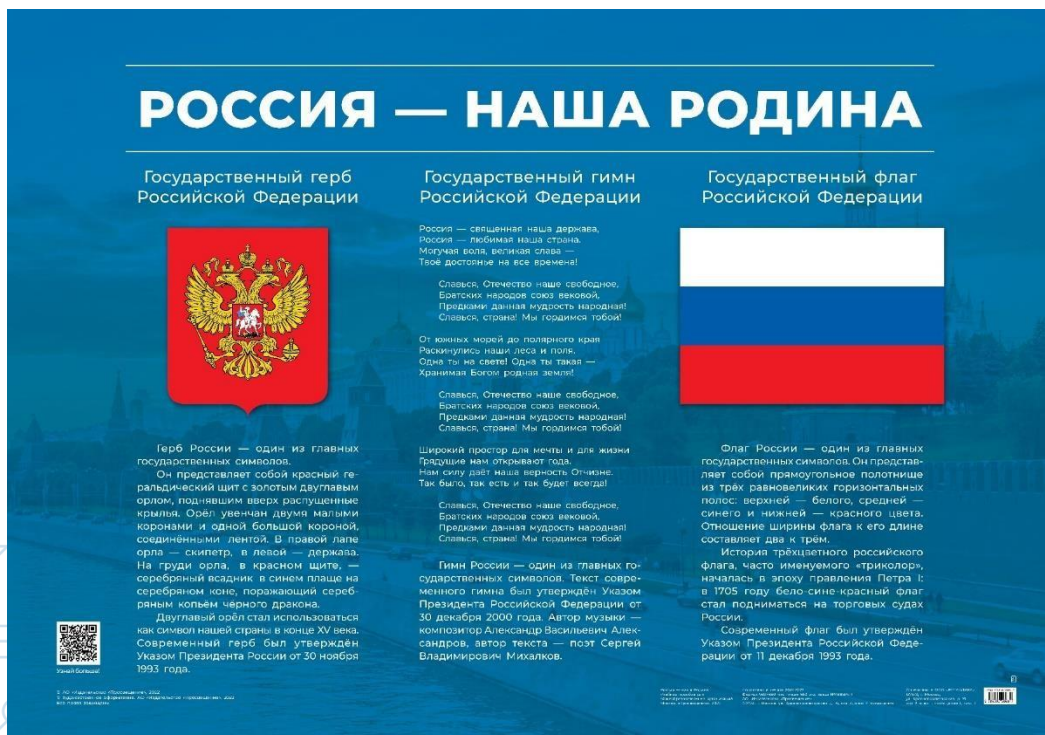 РОССИЯ — НАША РОДИНА
Государственный герб
Российской Федерации
Герб России — один из главных
государственных символов.
Он представляет собой красный ге-
ральдический щит с золотым двуглавым
орлом, поднявшим вверх распущенные
крылья. Орёл увенчан двумя малыми
коронами и одной большой короной,
соединёнными лентой. В правой лапе
орла — скипетр, в левой — держава.
На груди орла, в красном щите, —
серебряный всадник в синем плаще на
серебряном коне, поражающий сереб-
ряным копьём чёрного дракона.
Двуглавый орёл стал использоваться
как символ нашей страны в конце XV века.
Современный герб был утверждён
Указом Президента России от 30 ноября
1993 года.
Государственный гимн
Российской Федерации
Россия — священная наша держава,
Россия — любимая наша страна.
Могучая воля, великая слава —
Твоё достоянье на все времена!
Славься, Отечество наше свободное,
Братских народов союз вековой,
Предками данная мудрость народная!
Славься, страна! Мы гордимся тобой!
От южных морей до полярного края
Раскинулись наши леса и поля.
Одна ты на свете! Одна ты такая —
Хранимая Богом родная земля!
Славься, Отечество наше свободное,
Братских народов союз вековой,
Предками данная мудрость народная!
Славься, страна! Мы гордимся тобой!
Широкий простор для мечты и для жизни
Грядущие нам открывают года.
Нам силу даёт наша верность Отчизне.
Так было, так есть и так будет всегда!
Славься, Отечество наше свободное,
Братских народов союз вековой,
Предками данная мудрость народная!
Славься, страна! Мы гордимся тобой!
Гимн России — один из главных го-
сударственных символов. Текст совре-
менного гимна был утверждён Указом
Президента Российской Федерации от
30 декабря 2000 года. Автор музыки —
композитор Александр Васильевич Алек-
сандров, автор текста — поэт Сергей
Владимирович Михалков.
Государственный флаг
Российской Федерации
Флаг России — один из главных
государственных символов. Он представ-
ляет собой прямоугольное полотнище
из трёх равновеликих горизонтальных
полос: верхней — белого, средней —
синего и нижней — красного цвета.
Отношение ширины флага к его длине
составляет два к трём.
История трёхцветного российского
флага, часто именуемого «триколор»,
началась в эпоху правления Петра I:
в 1705 году бело-сине-красный флаг
стал подниматься на торговых судах
России.
Современный флаг был утверждён
Указом Президента Российской Феде-
рации от 11 декабря 1993 года.
Узнай больше!
© АО «Издательство «Просвещение», 2022
Все права защищены